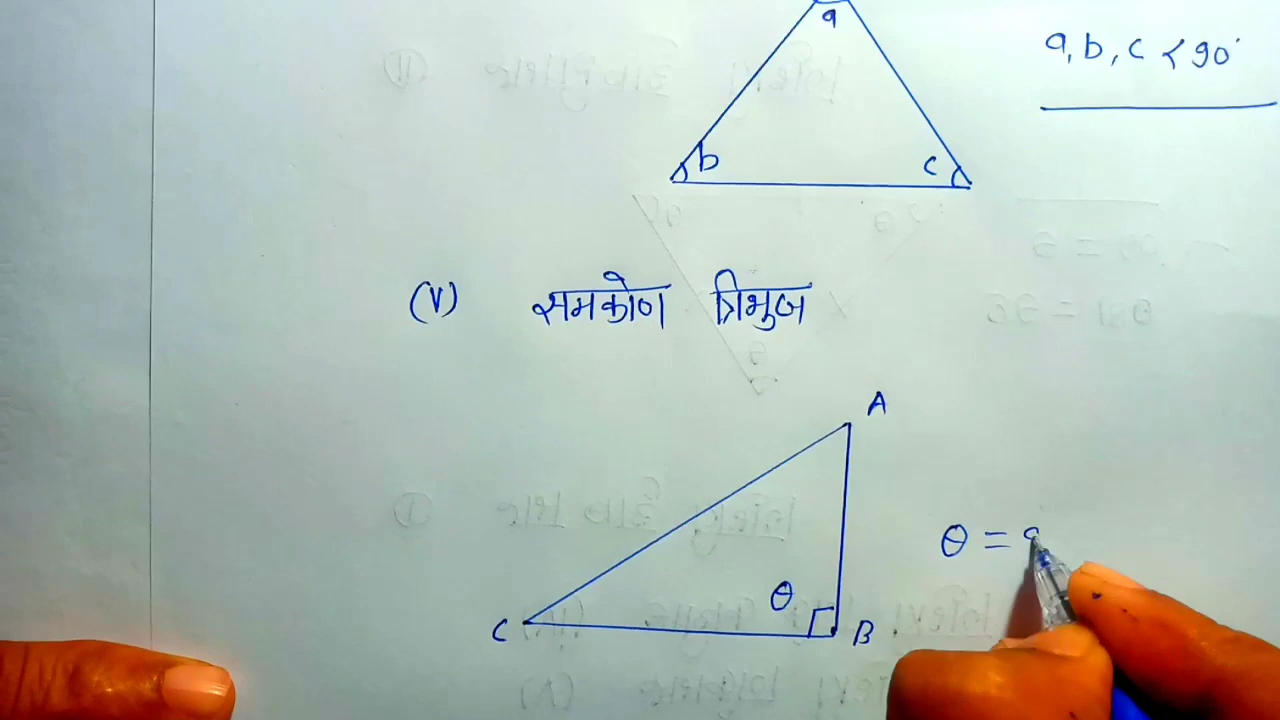 a
a, b, c < 90°
b
c
(V) समकोण त्रिभुज
A
θ = 9
θ
C
B